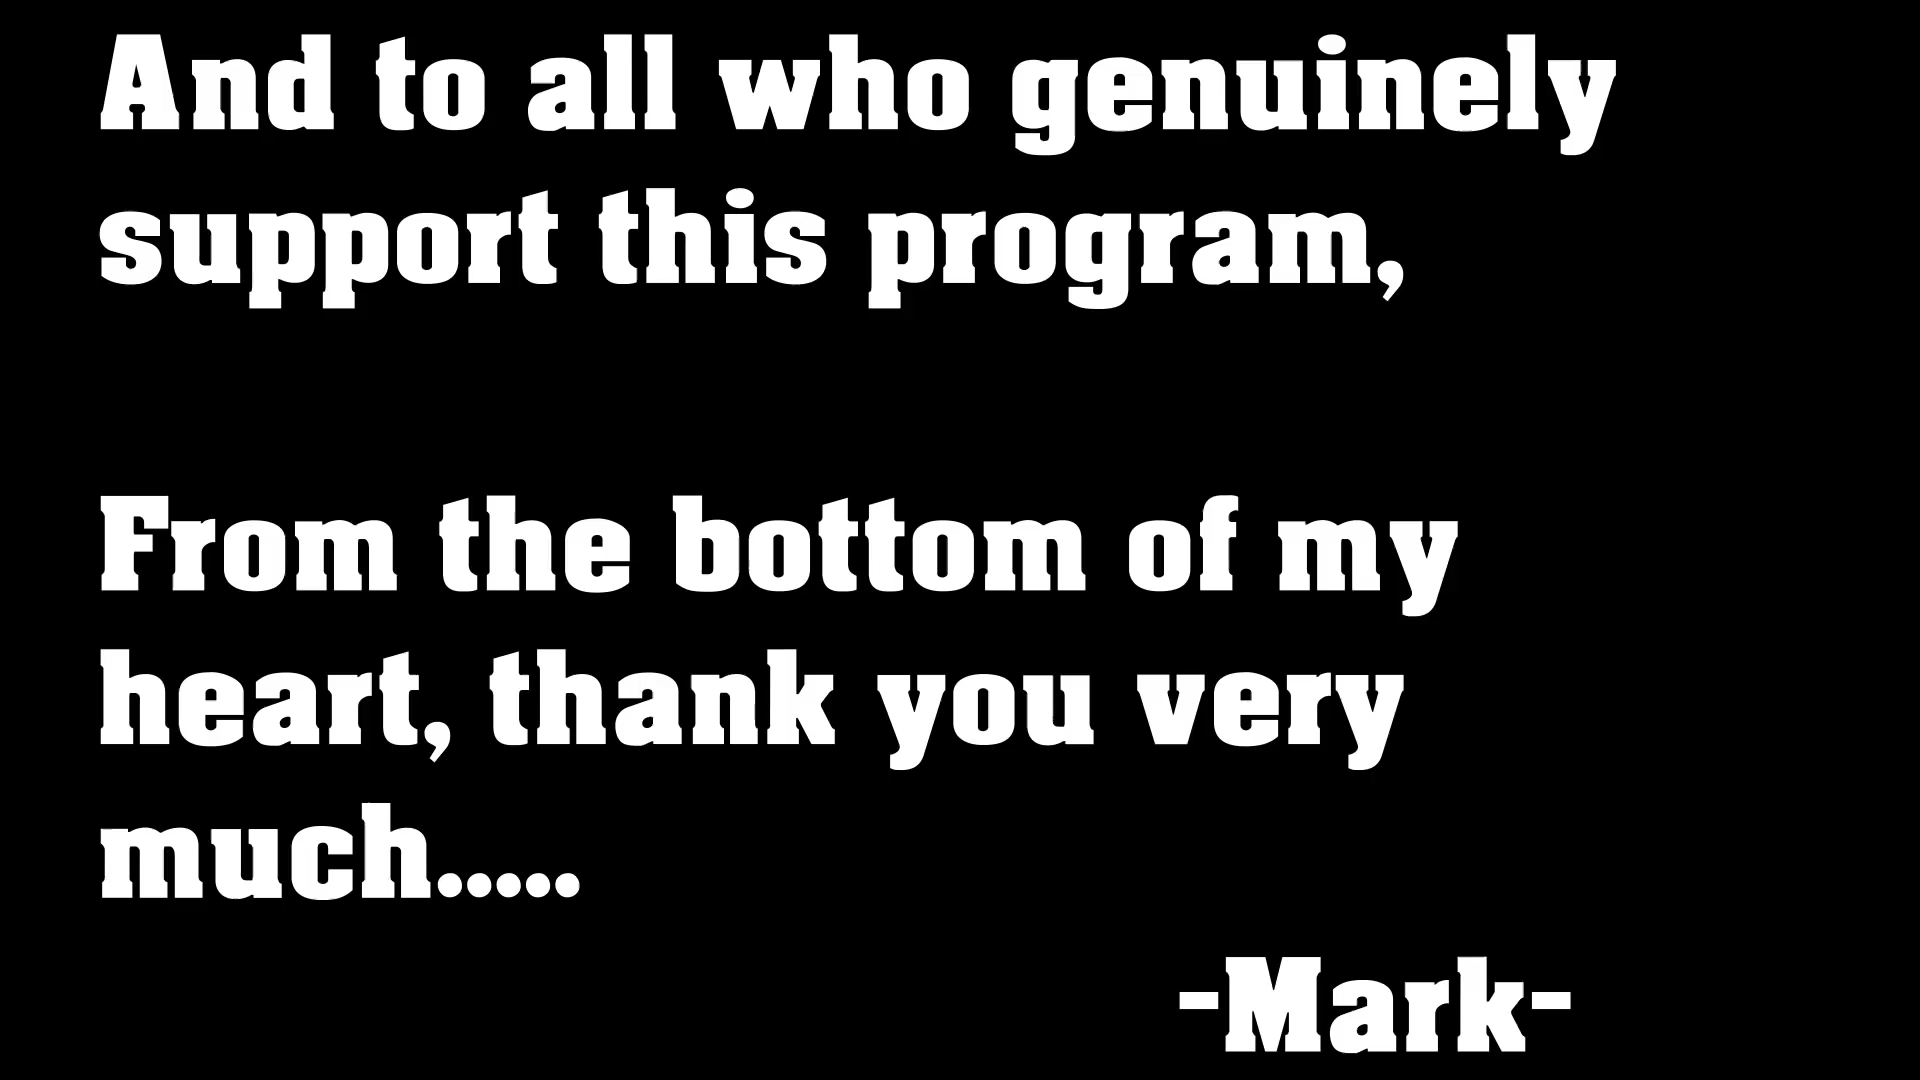 And to all who genuinely
support this program,
From the bottom of my
heart, thank you very
much.....
-Mark-